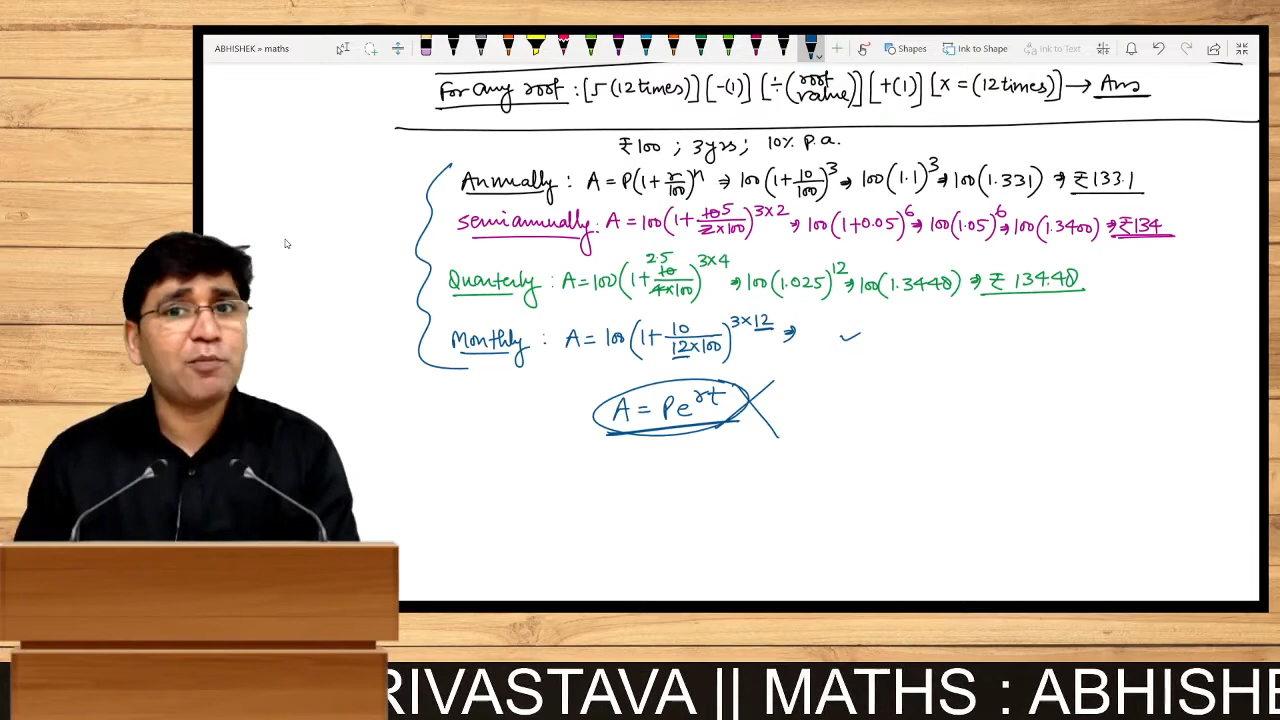 ABHISHEK » maths
Shapes Ink to Shape Ink to Text
For any root : [√ (12 times)] [-(1)] [÷ (root value)] [+(1)] [x = (12 times)] → Ans
₹100 ; 3yrs ; 10% p.a.
Annually : A = P(1 + r/100)^n ⇒ 100(1 + 10/100)^3 ⇒ 100(1.1)^3 ⇒ 100(1.331) ⇒ ₹133.1
semiannually : A = 100(1 + 10 5/2×100)^3×2 ⇒ 100(1+0.05)^6 ⇒ 100(1.05)^6 ⇒ 100(1.3400) ⇒ ₹134
Quarterly : A = 100(1 + 2.5 10/4×100)^3×4 ⇒ 100(1.025)^12 ⇒ 100(1.3448) ⇒ ₹134.48
Monthly : A = 100(1 + 10/12×100)^3×12 ⇒ ✓
A = Pe^rt
RIVASTAVA || MATHS : ABHISHE